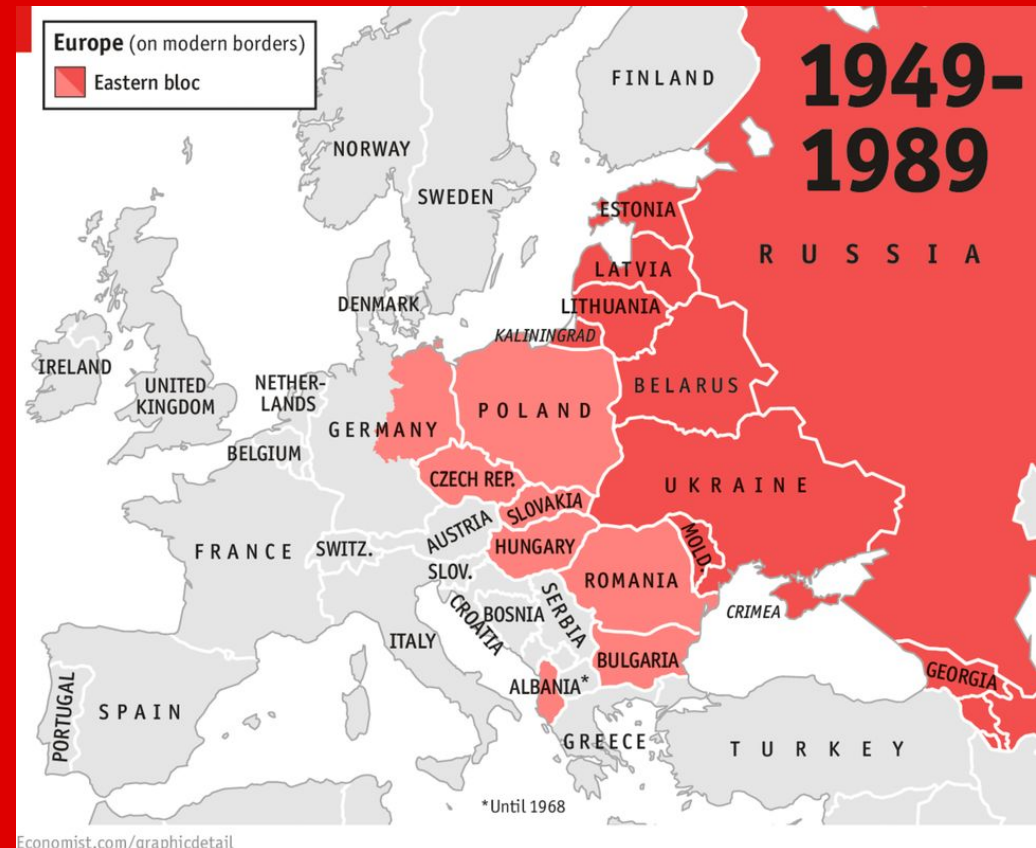 Europe (on modern borders)
Eastern bloc
1949-
1989
FINLAND
NORWAY
SWEDEN
ESTONIA
RUSSIA
LATVIA
DENMARK
LITHUANIA
KALININGRAD
IRELAND
UNITED
KINGDOM
NETHER-
LANDS
BELARUS
POLAND
GERMANY
BELGIUM
CZECH REP.
UKRAINE
SLOVAKIA
AUSTRIA
FRANCE
SWITZ.
HUNGARY
MOLD.
SLOV.
ROMANIA
CROATIA
BOSNIA
SERBIA
CRIMEA
ITALY
BULGARIA
GEORGIA
ALBANIA*
PORTUGAL
SPAIN
GREECE
TURKEY
*Until 1968
Economist.com/graphicdetail